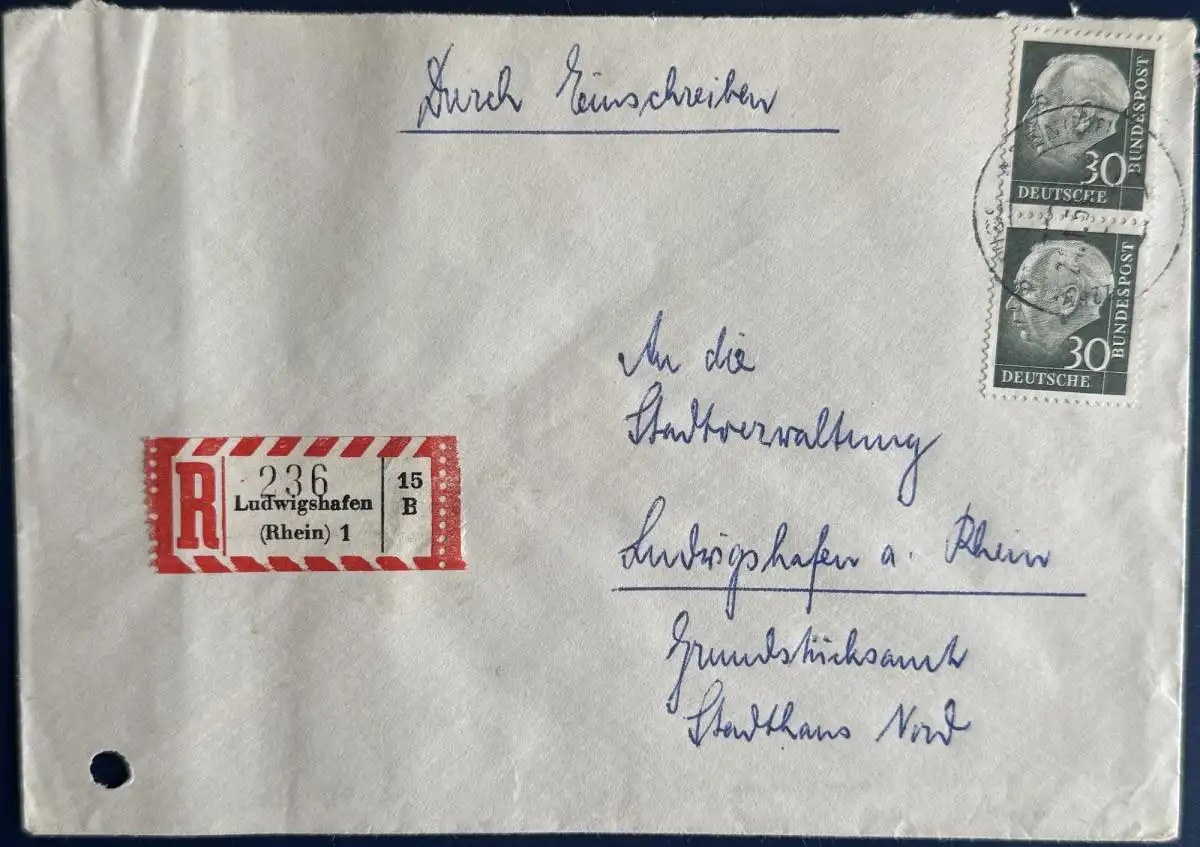 Durch Einschreiben
30
DEUTSCHE
BUNDESPOST
30
DEUTSCHE
BUNDESPOST
An die
Stadtverwaltung
R
236
Ludwigshafen
(Rhein) 1
15
B
Ludwigshafen a. Rhein
Grundstücksamt
Stadthaus Nord